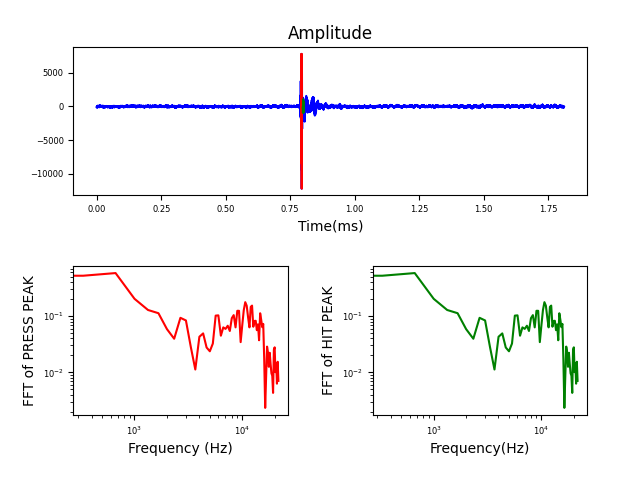 Amplitude
5000
0
−5000
−10000
0.00 0.25 0.50 0.75 1.00 1.25 1.50 1.75
Time(ms)
FFT of PRESS PEAK
10⁻¹
10⁻²
10³ 10⁴
Frequency (Hz)
FFT of HIT PEAK
10⁻¹
10⁻²
10³ 10⁴
Frequency(Hz)